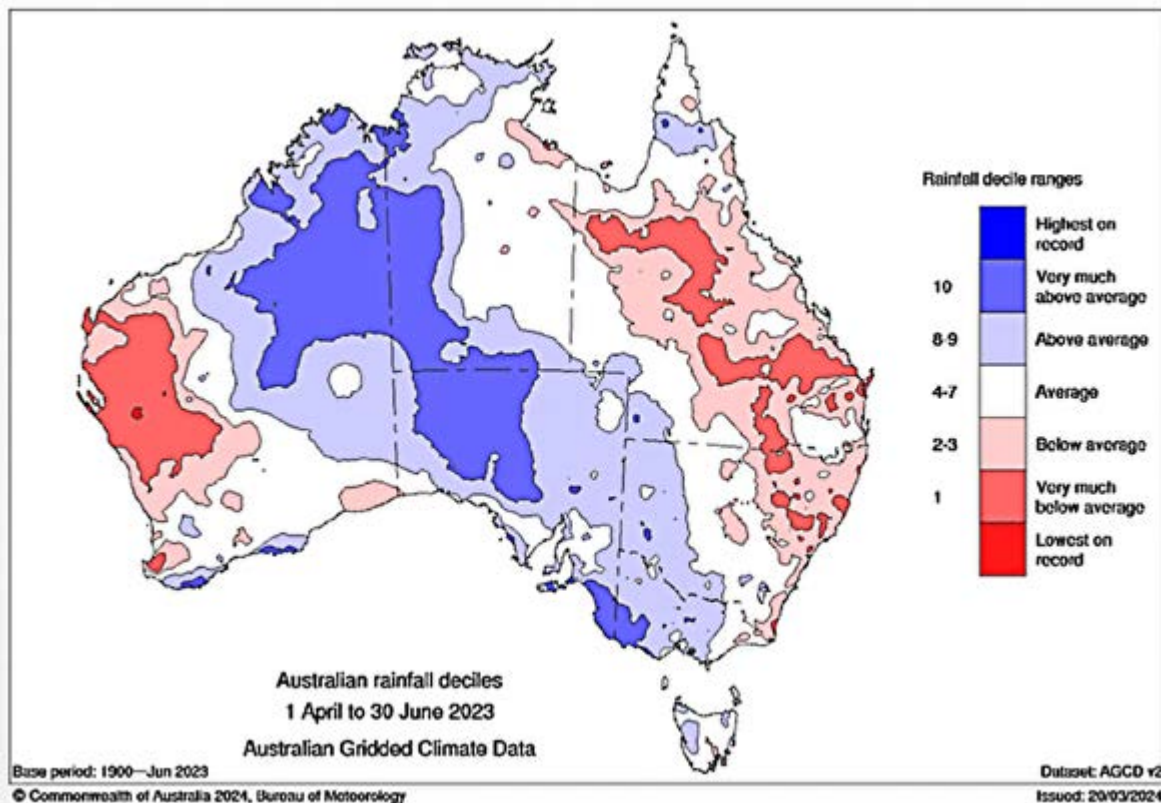 Rainfall decile ranges
Highest on
record
10
Very much
above average
8-9
Above average
4-7
Average
2-3
Below average
1
Very much
below average
Lowest on
record
Australian rainfall deciles
1 April to 30 June 2023
Australian Gridded Climate Data
Base period: 1900—Jun 2023
Dataset: AGCD v2
© Commonwealth of Australia 2024, Bureau of Meteorology
Issued: 20/03/2024